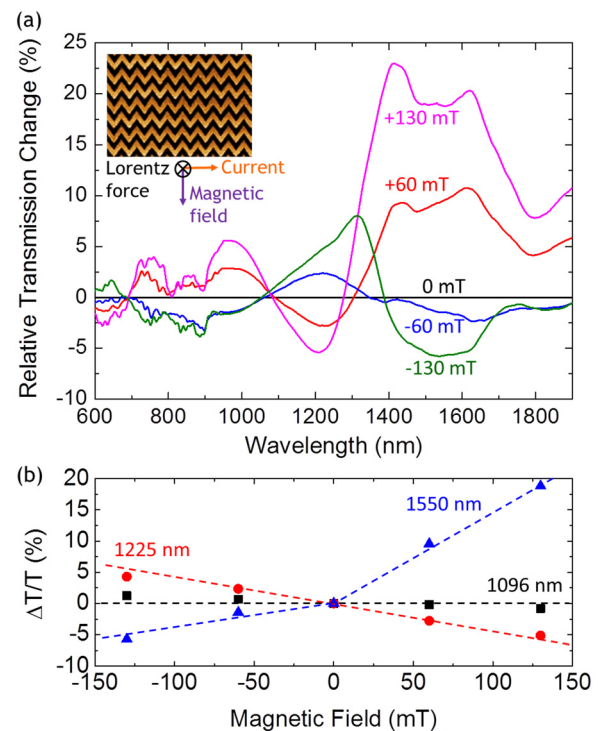 (a)
Relative Transmission Change (%)
25
20
15
10
5
0
-5
-10
Lorentz force
Current
Magnetic field
+130 mT
+60 mT
0 mT
-60 mT
-130 mT
600 800 1000 1200 1400 1600 1800
Wavelength (nm)
(b)
ΔT/T (%)
20
15
10
5
0
-5
-10
1550 nm
1225 nm
1096 nm
-150 -100 -50 0 50 100 150
Magnetic Field (mT)